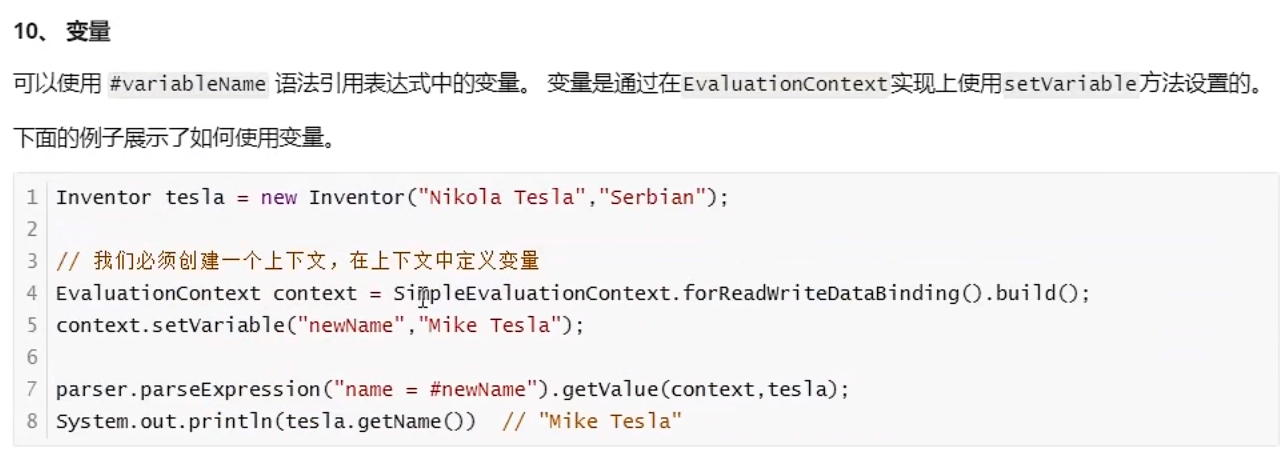 10、 变量
可以使用 #variableName 语法引用表达式中的变量。 变量是通过在EvaluationContext实现上使用setVariable方法设置的。
下面的例子展示了如何使用变量。
1 Inventor tesla = new Inventor("Nikola Tesla","Serbian");
2
3 // 我们必须创建一个上下文，在上下文中定义变量
4 EvaluationContext context = SimpleEvaluationContext.forReadWriteDataBinding().build();
5 context.setVariable("newName","Mike Tesla");
6
7 parser.parseExpression("name = #newName").getValue(context,tesla);
8 System.out.println(tesla.getName())  // "Mike Tesla"